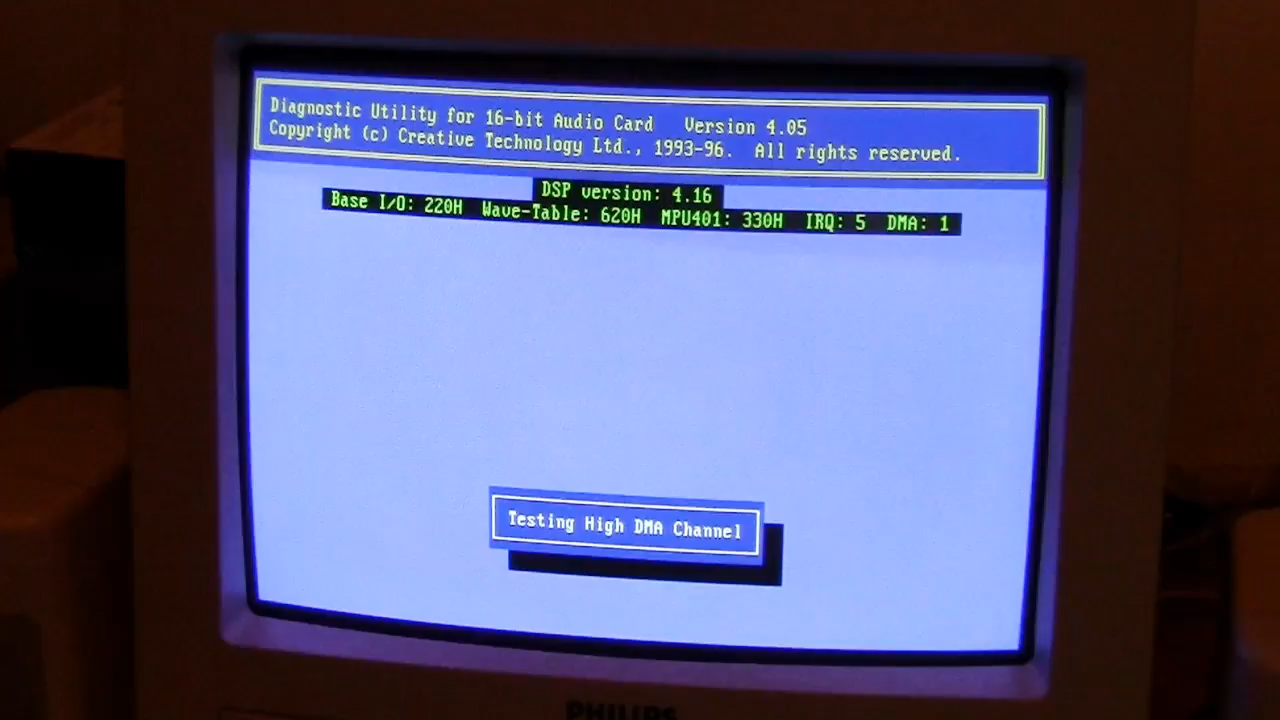 Diagnostic Utility for 16-bit Audio Card Version 4.05
Copyright (c) Creative Technology Ltd., 1993-96. All rights reserved.
DSP version: 4.16
Base I/O: 220H Wave-Table: 620H MPU401: 330H IRQ: 5 DMA: 1
Testing High DMA Channel
PHILIPS